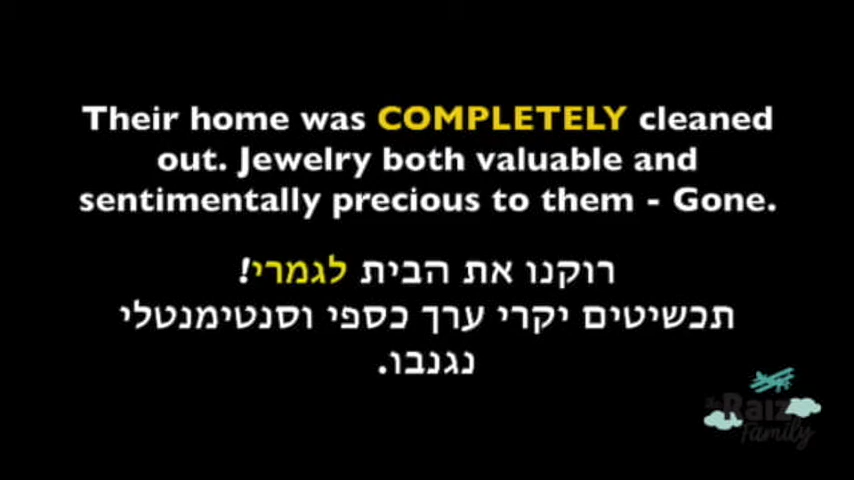 Their home was COMPLETELY cleaned
out. Jewelry both valuable and
sentimentally precious to them - Gone.
רוקנו את הבית לגמרי!
תכשיטים יקרי ערך כספי וסנטימנטלי
נגנבו.
the Raiz
Family